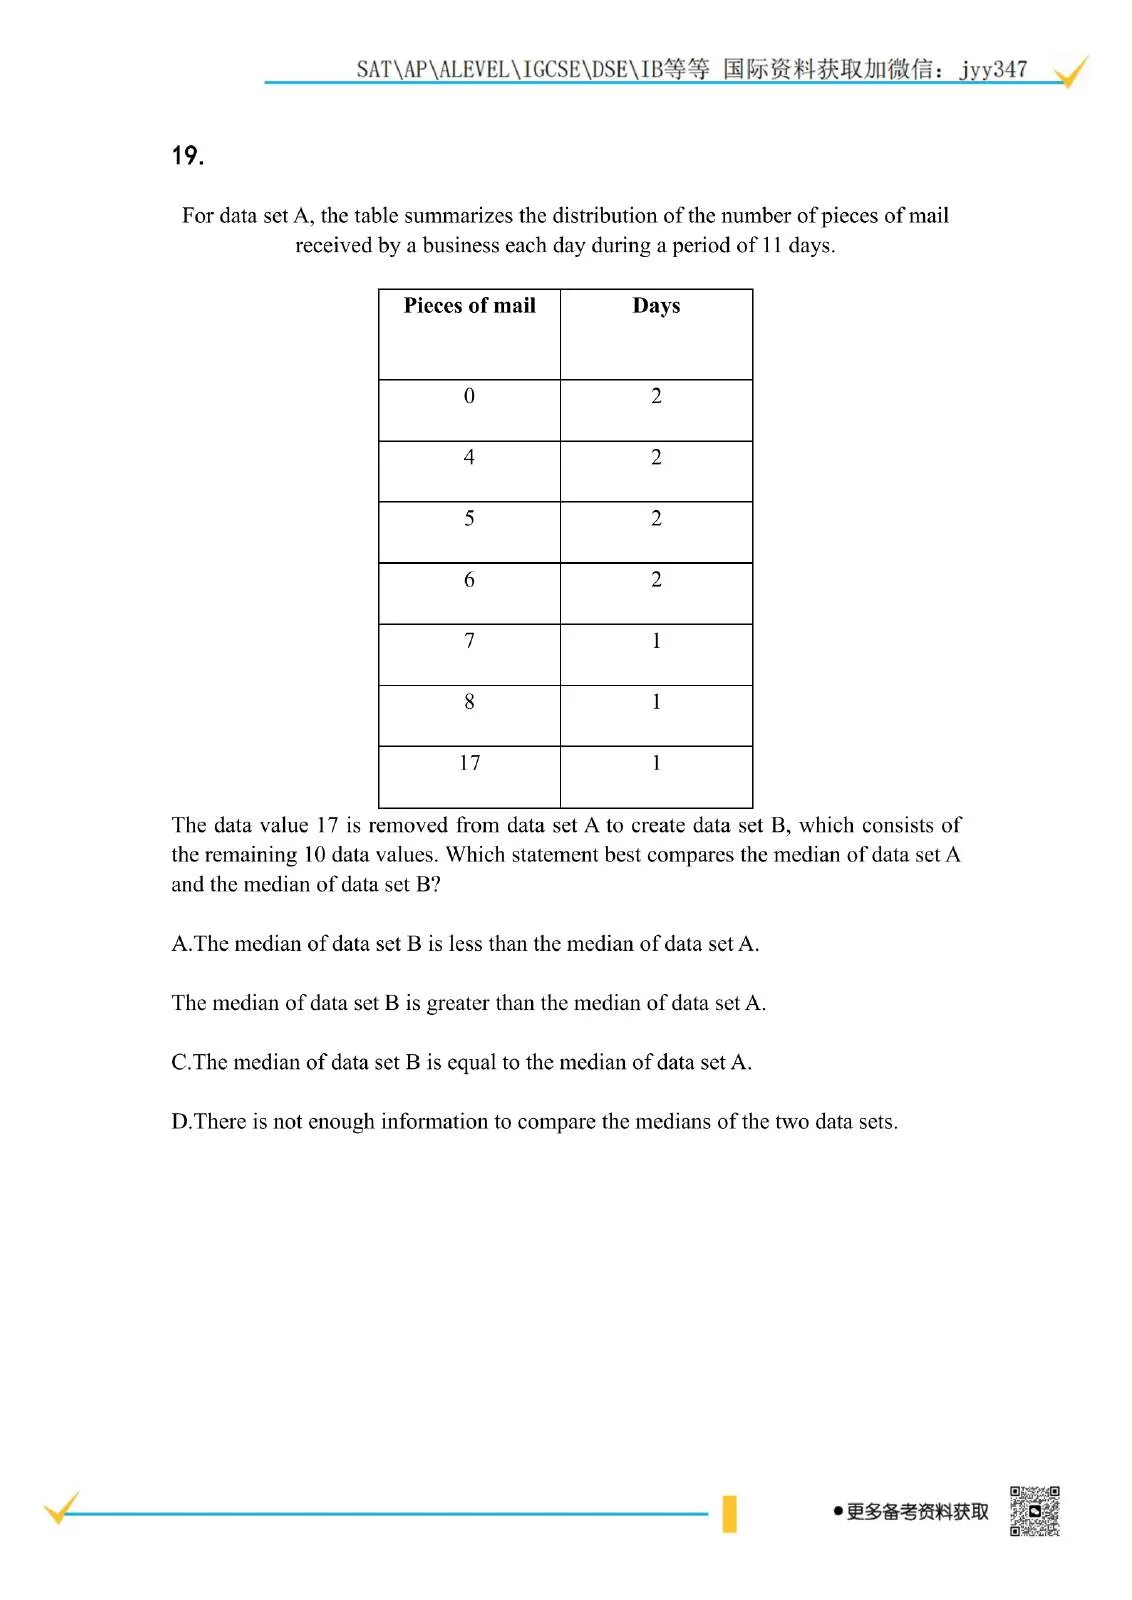 SAT\AP\ALEVEL\IGCSE\DSE\IB等等 国际资料获取加微信：jyy347
19.
For data set A, the table summarizes the distribution of the number of pieces of mail
received by a business each day during a period of 11 days.
Pieces of mail Days
0 2
4 2
5 2
6 2
7 1
8 1
17 1
The data value 17 is removed from data set A to create data set B, which consists of
the remaining 10 data values. Which statement best compares the median of data set A
and the median of data set B?
A.The median of data set B is less than the median of data set A.
The median of data set B is greater than the median of data set A.
C.The median of data set B is equal to the median of data set A.
D.There is not enough information to compare the medians of the two data sets.
●更多备考资料获取